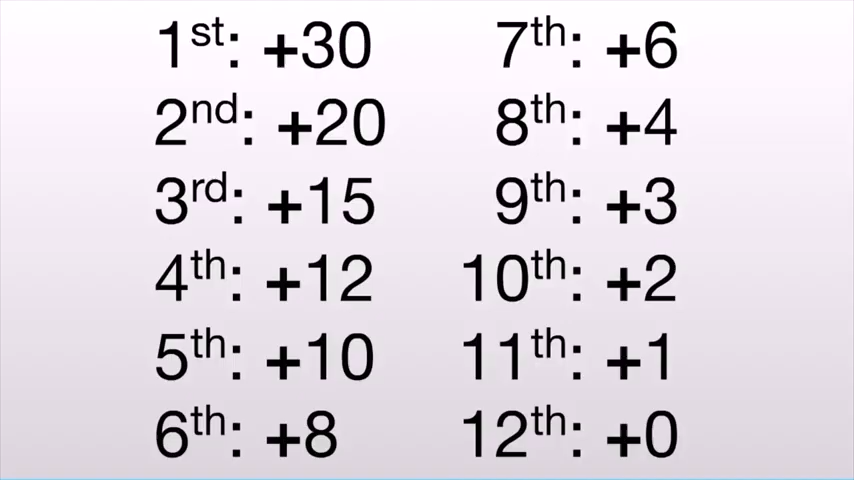 1st: +30
2nd: +20
3rd: +15
4th: +12
5th: +10
6th: +8
7th: +6
8th: +4
9th: +3
10th: +2
11th: +1
12th: +0